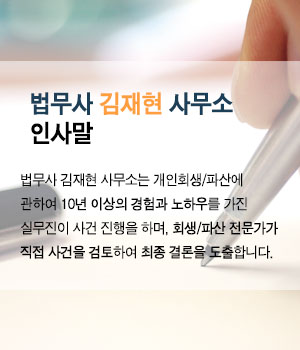 법무사 김재현 사무소
인사말
법무사 김재현 사무소는 개인회생/파산에
관하여 10년 이상의 경험과 노하우를 가진
실무진이 사건 진행을 하며, 회생/파산 전문가가
직접 사건을 검토하여 최종 결론을 도출합니다.